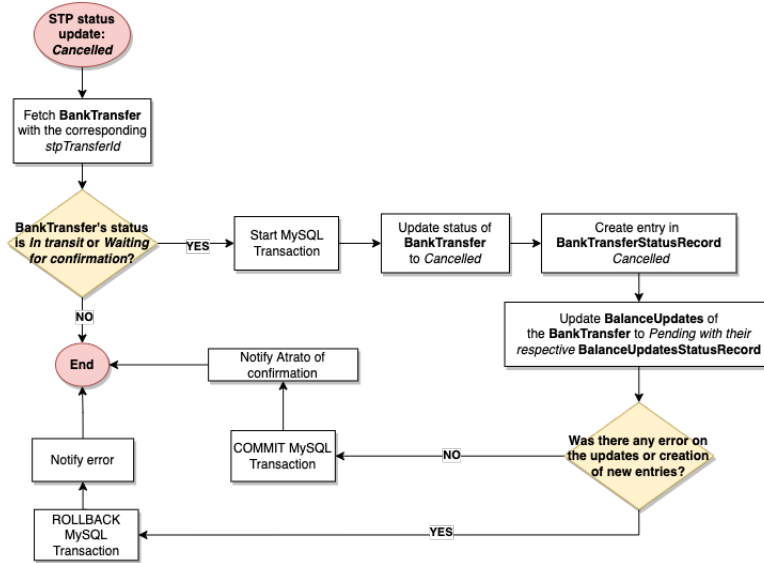 STP status
update:
Cancelled
Fetch BankTransfer
with the corresponding
stpTransferId
BankTransfer's status
is In transit or Waiting
for confirmation?
YES
Start MySQL
Transaction
Update status of
BankTransfer
to Cancelled
Create entry in
BankTransferStatusRecord
Cancelled
NO
Update BalanceUpdates of
the BankTransfer to Pending with their
respective BalanceUpdatesStatusRecord
End
Notify Atrato of
confirmation
Was there any error on
the updates or creation
of new entries?
NO
COMMIT MySQL
Transaction
Notify error
ROLLBACK
MySQL
Transaction
YES